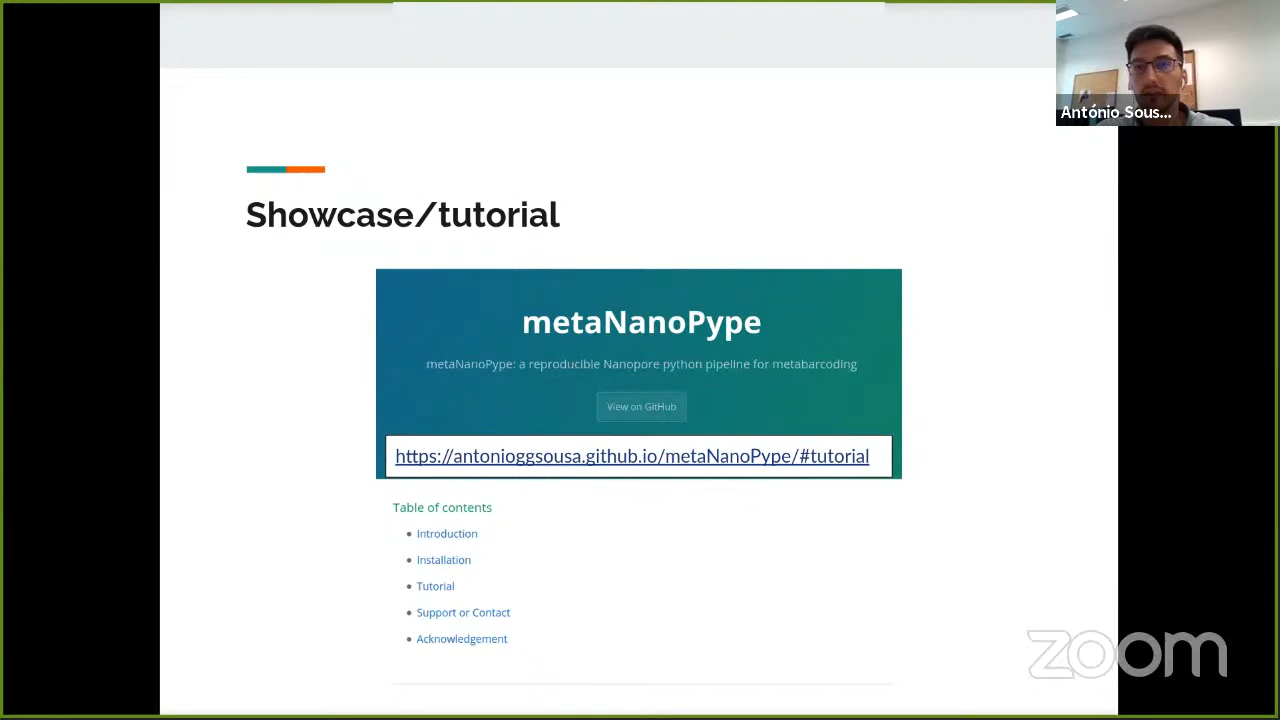 António Sous...
Showcase/tutorial
metaNanoPype
metaNanoPype: a reproducible Nanopore python pipeline for metabarcoding
View on GitHub
https://antonioggsousa.github.io/metaNanoPype/#tutorial
Table of contents
Introduction
Installation
Tutorial
Support or Contact
Acknowledgement
zoom